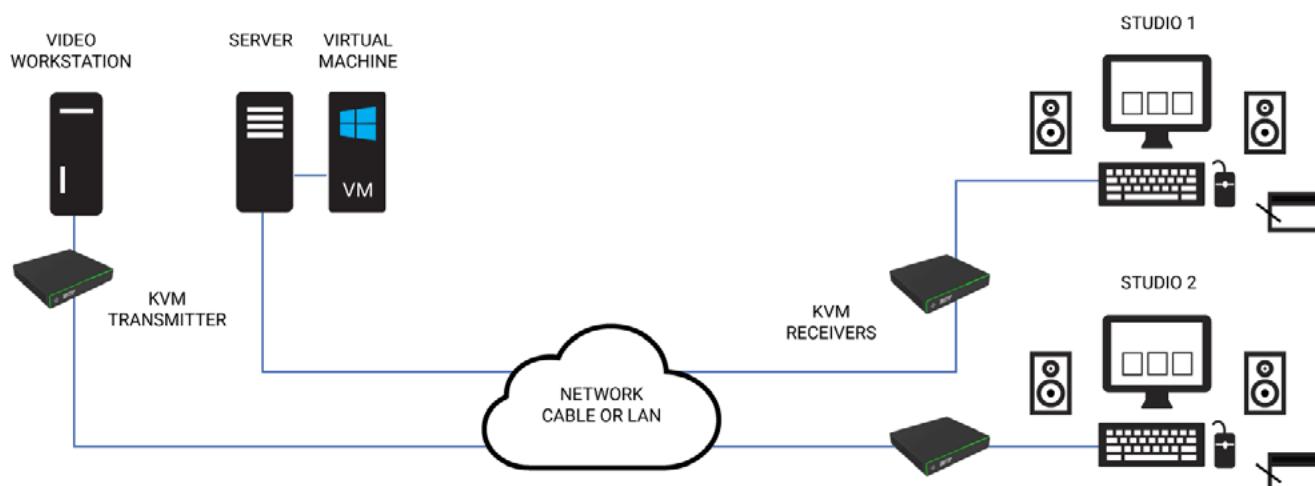 VIDEO
WORKSTATION
SERVER
VIRTUAL
MACHINE
VM
KVM
TRANSMITTER
NETWORK
CABLE OR LAN
KVM
RECEIVERS
STUDIO 1
STUDIO 2